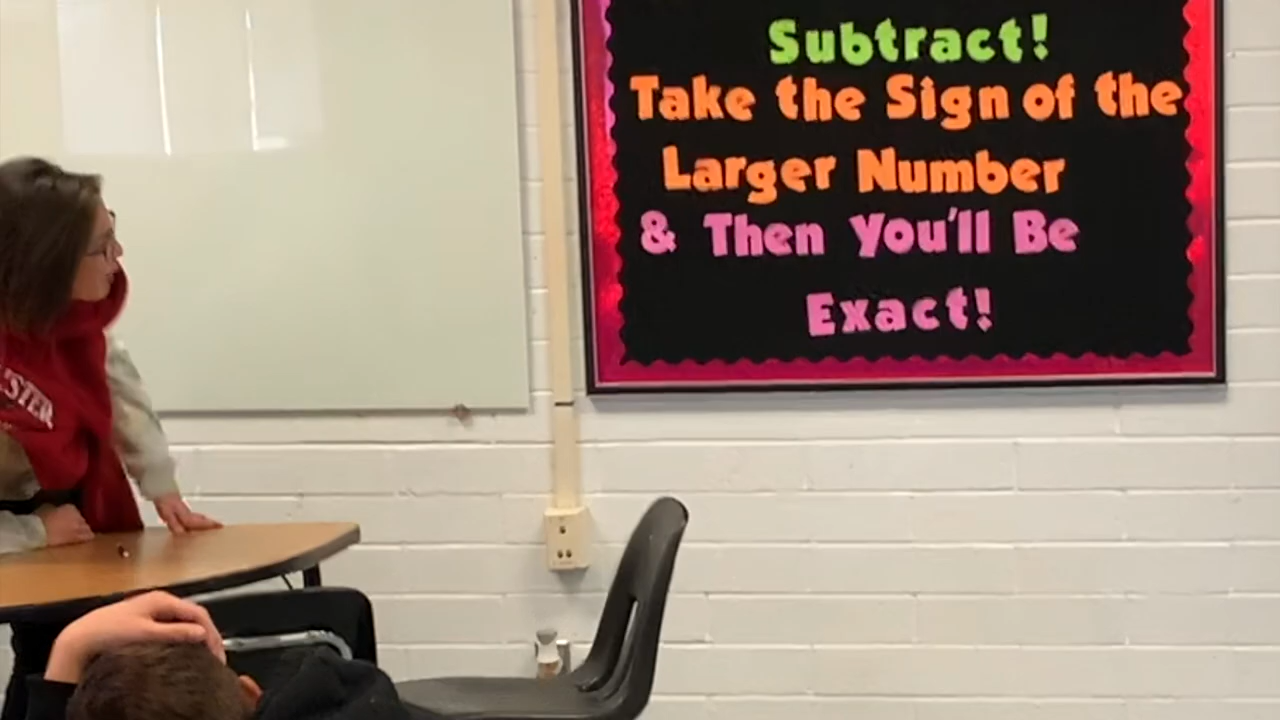 Subtract!
Take the Sign of the
Larger Number
& Then You'll Be
Exact!